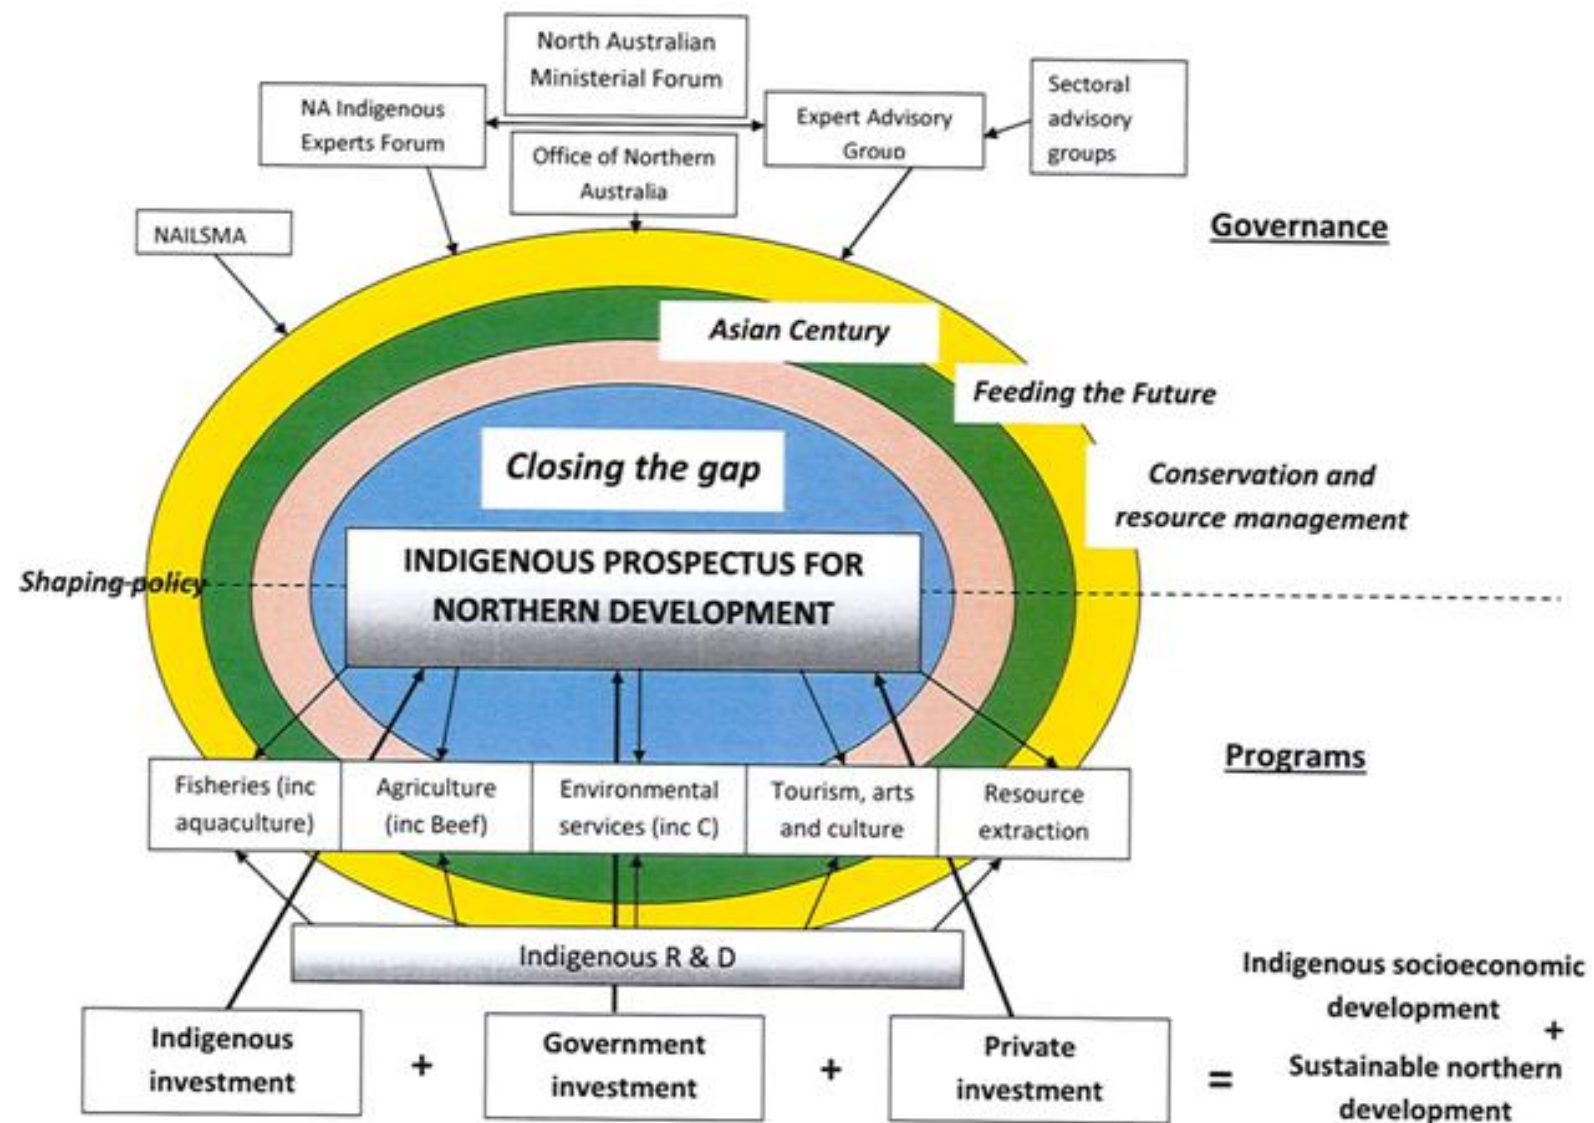 North Australian
Ministerial Forum
NA Indigenous
Experts Forum
Expert Advisory
Group
Sectoral
advisory
groups
Office of Northern
Australia
NAILSMA
Governance
Asian Century
Feeding the Future
Closing the gap
Conservation and
resource management
INDIGENOUS PROSPECTUS FOR
NORTHERN DEVELOPMENT
Shaping policy
Programs
Fisheries (inc
aquaculture)
Agriculture
(inc Beef)
Environmental
services (inc C)
Tourism, arts
and culture
Resource
extraction
Indigenous R & D
Indigenous
investment
+
Government
investment
+
Private
investment
=
Indigenous socioeconomic
development
+
Sustainable northern
development